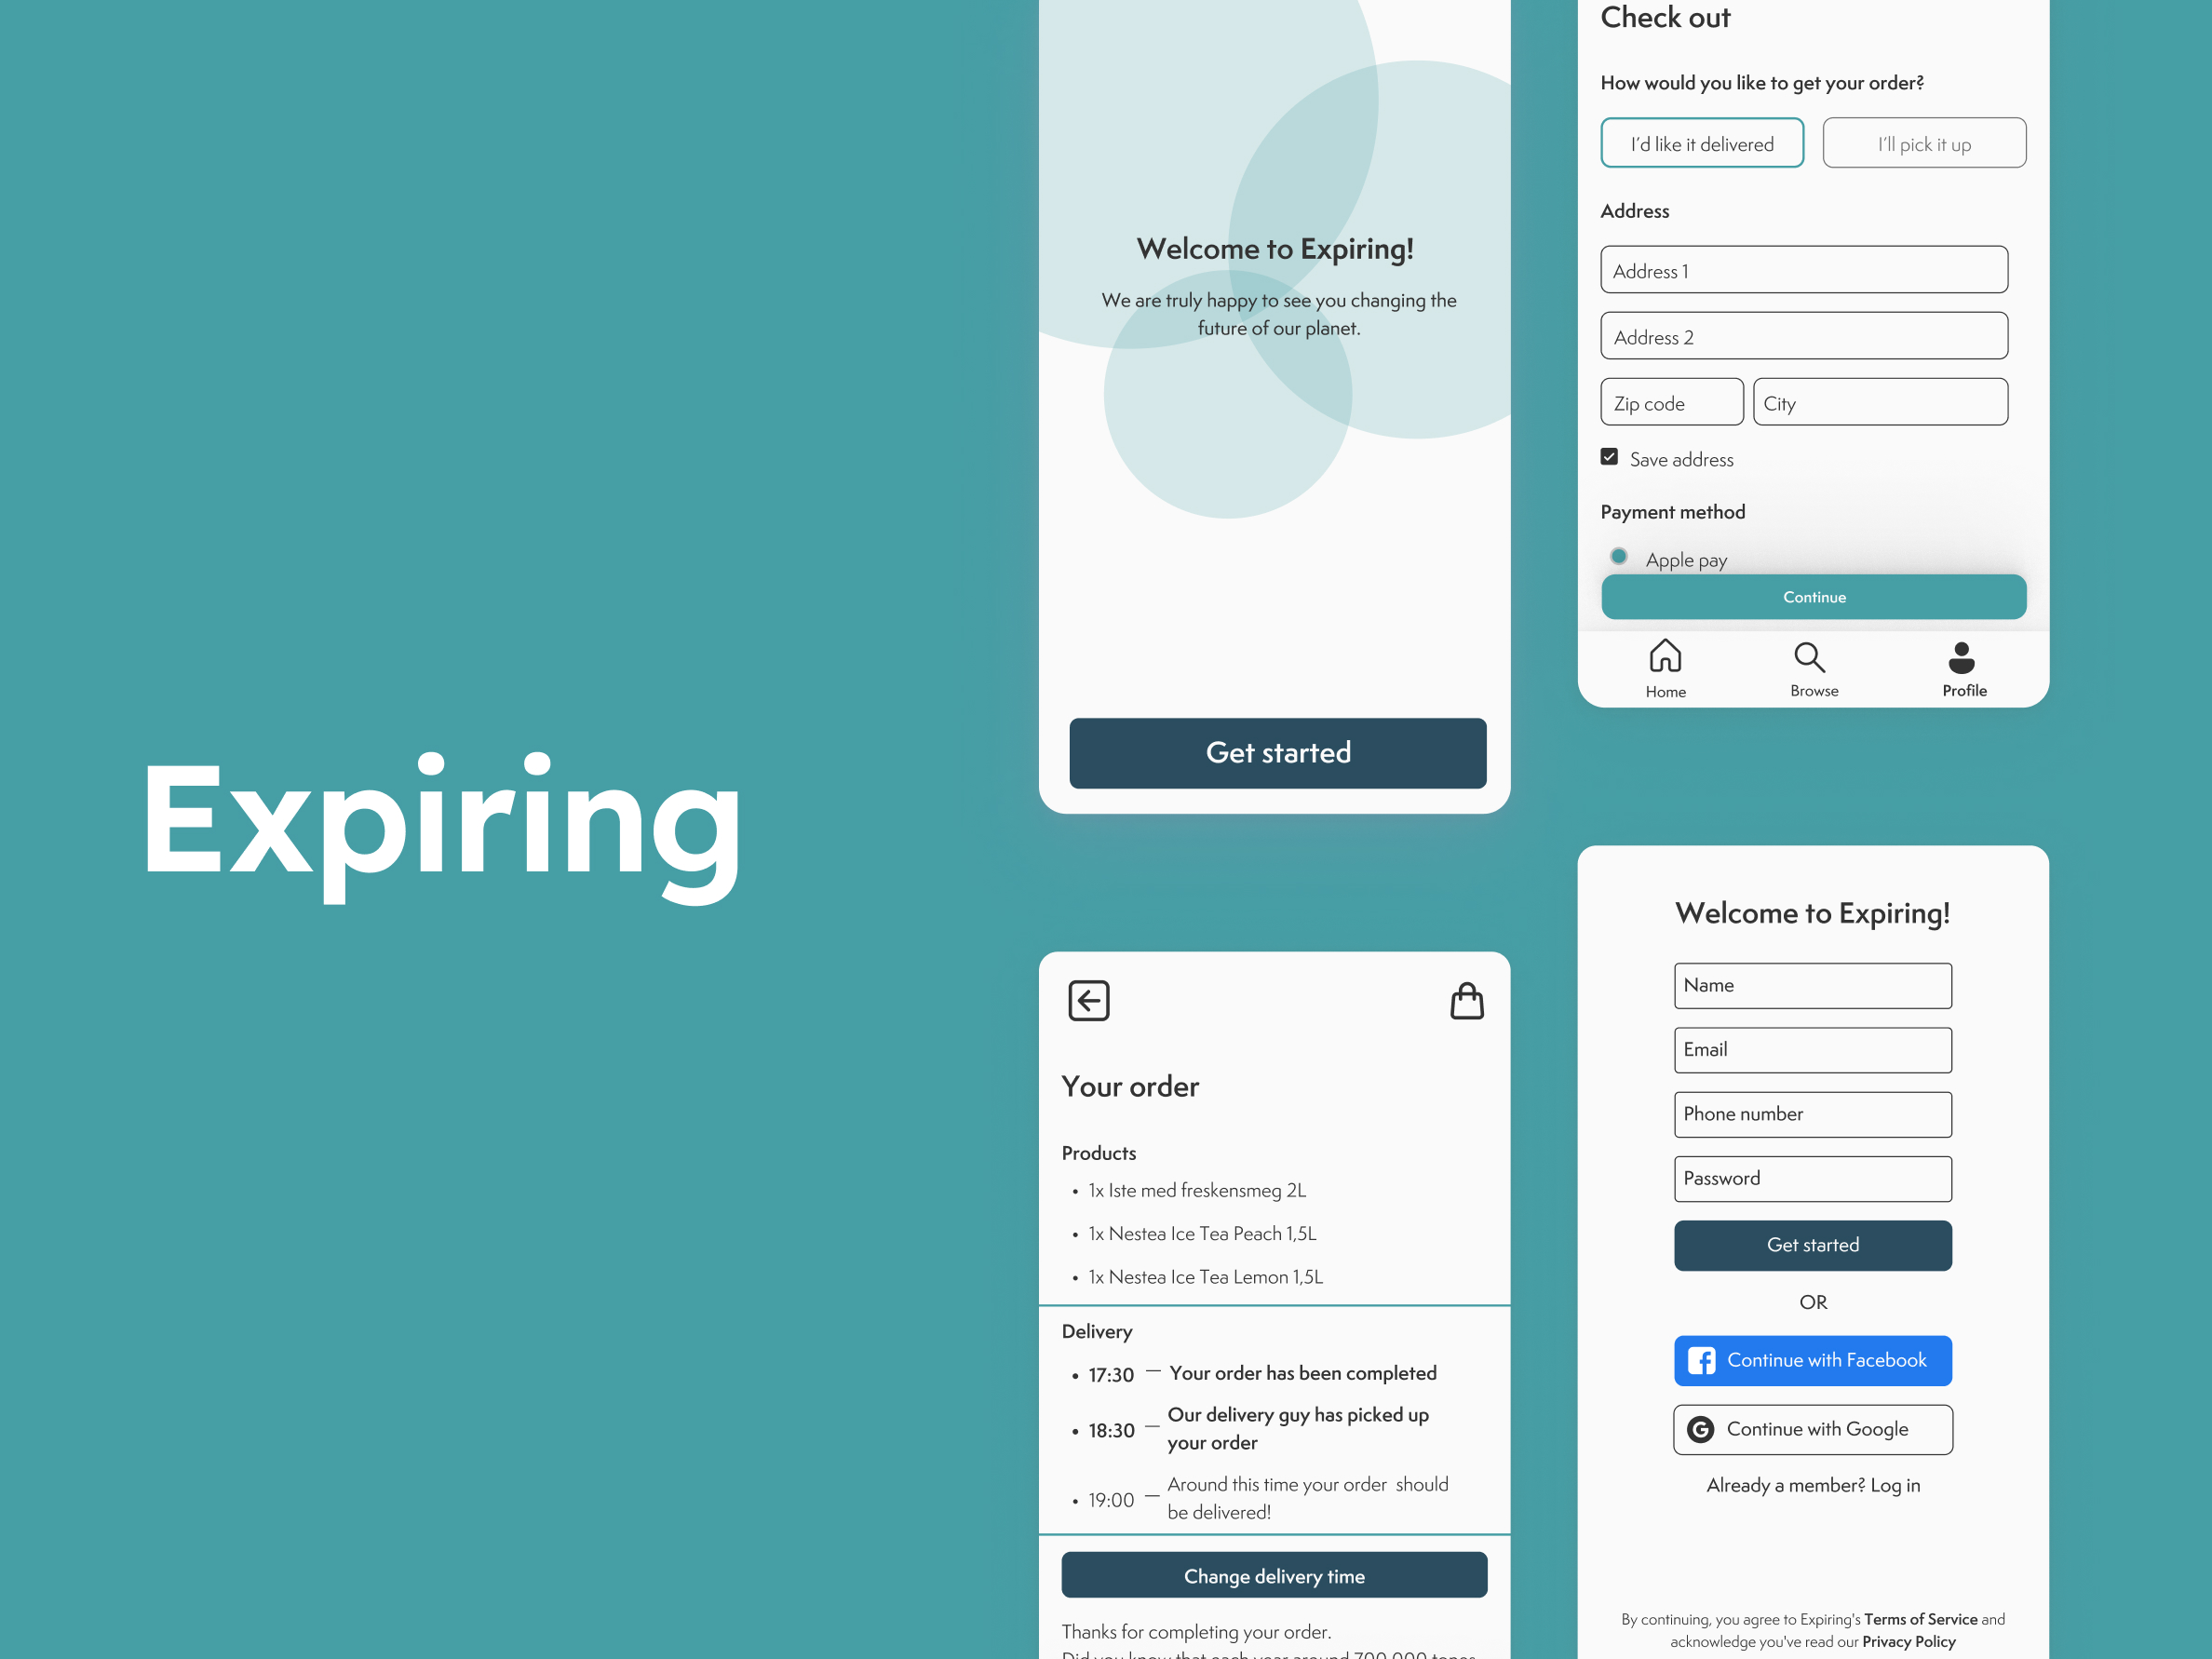 Expiring
Welcome to Expiring!
We are truly happy to see you changing the
future of our planet.
Get started
Check out
How would you like to get your order?
I'd like it delivered
I'll pick it up
Address
Address 1
Address 2
Zip code
City
Save address
Payment method
Apple pay
Continue
Home
Browse
Profile
Your order
Products
• 1x Iste med freskensmeg 2L
• 1x Nestea Ice Tea Peach 1,5L
• 1x Nestea Ice Tea Lemon 1,5L
Delivery
• 17:30 — Your order has been completed
• 18:30 — Our delivery guy has picked up
your order
• 19:00 — Around this time your order should
be delivered!
Change delivery time
Thanks for completing your order.
Did you know that each year around 700.000 tones
Welcome to Expiring!
Name
Email
Phone number
Password
Get started
OR
Continue with Facebook
Continue with Google
Already a member? Log in
By continuing, you agree to Expiring's Terms of Service and
acknowledge you've read our Privacy Policy